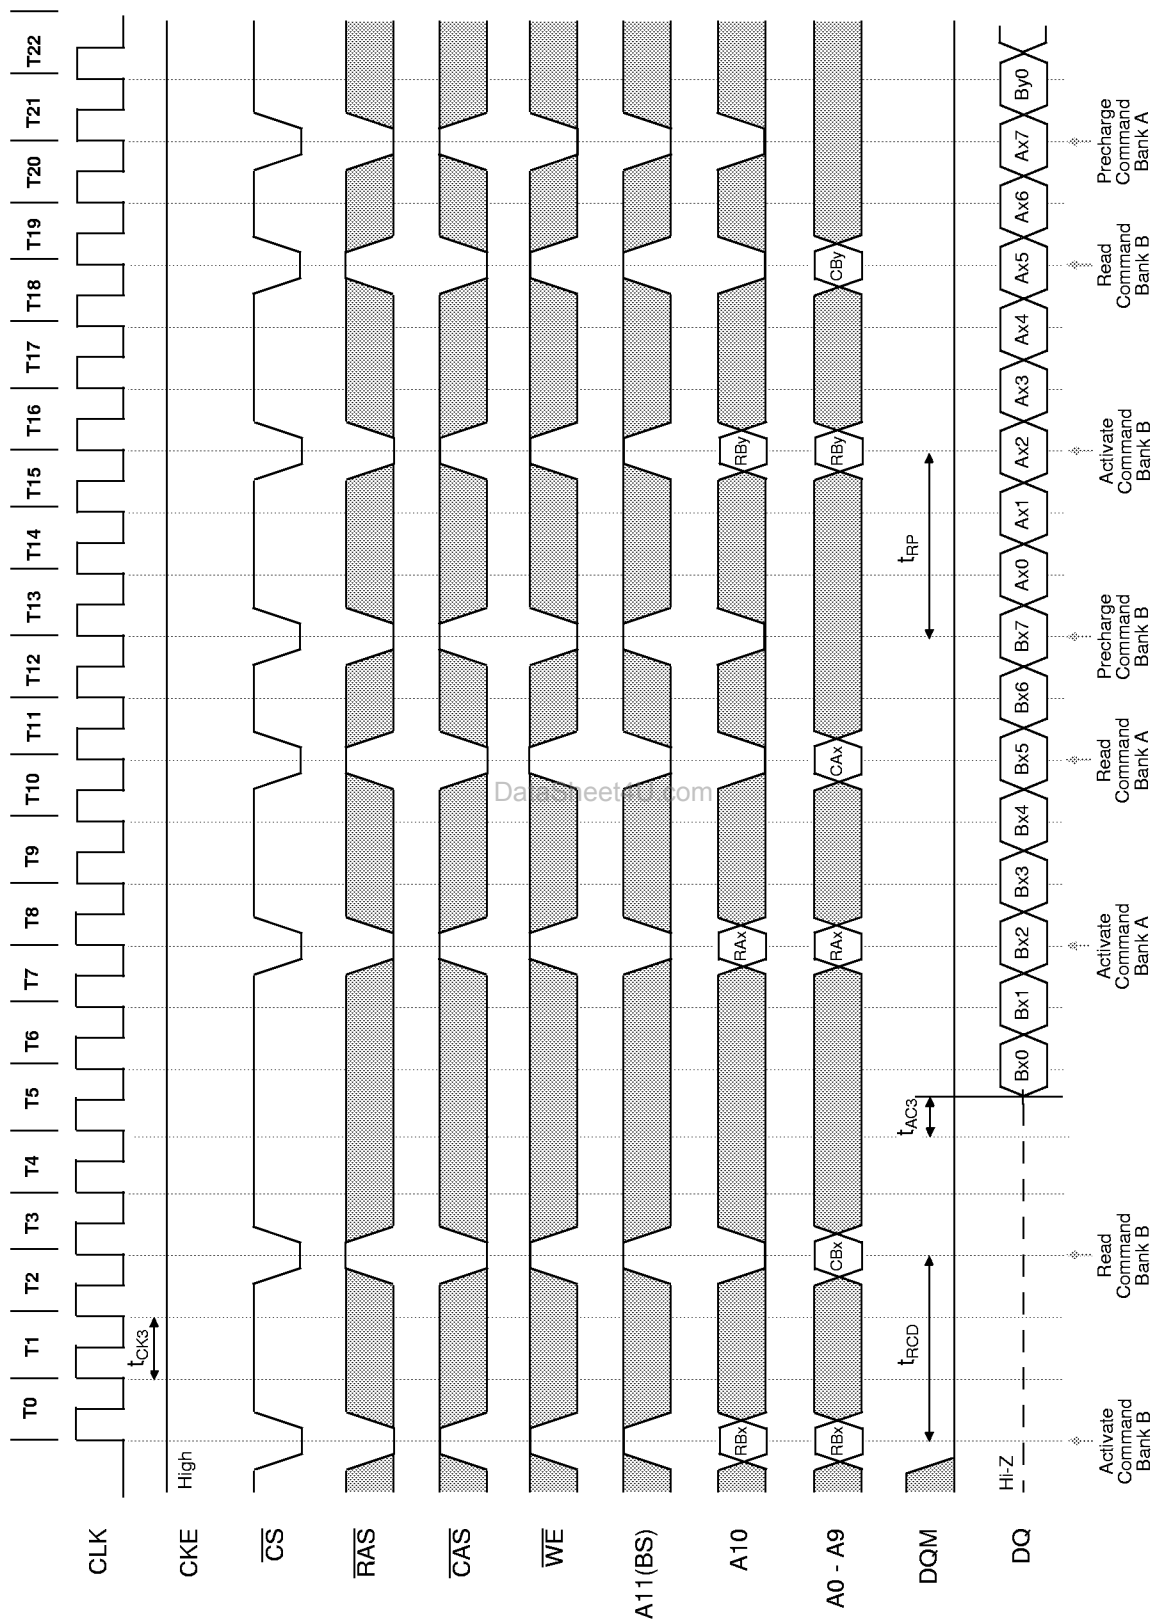 T0 T1 T2 T3 T4 T5 T6 T7 T8 T9 T10 T11 T12 T13 T14 T15 T16 T17 T18 T19 T20 T21 T22
CLK
tCK3
CKE
High
CS
RAS
CAS
WE
A11(BS)
A10
RBx RAx RBy
A0 - A9
RBx CBx RAx CAx RBy CBy
DQM
tRCD tAC3 tRP
DQ
Hi-Z
Bx0 Bx1 Bx2 Bx3 Bx4 Bx5 Bx6 Bx7 Ax0 Ax1 Ax2 Ax3 Ax4 Ax5 Ax6 Ax7 By0
Activate
Command
Bank B
Read
Command
Bank B
Activate
Command
Bank A
Read
Command
Bank A
Precharge
Command
Bank B
Activate
Command
Bank B
Read
Command
Bank B
Precharge
Command
Bank A
DataSheet4U.com